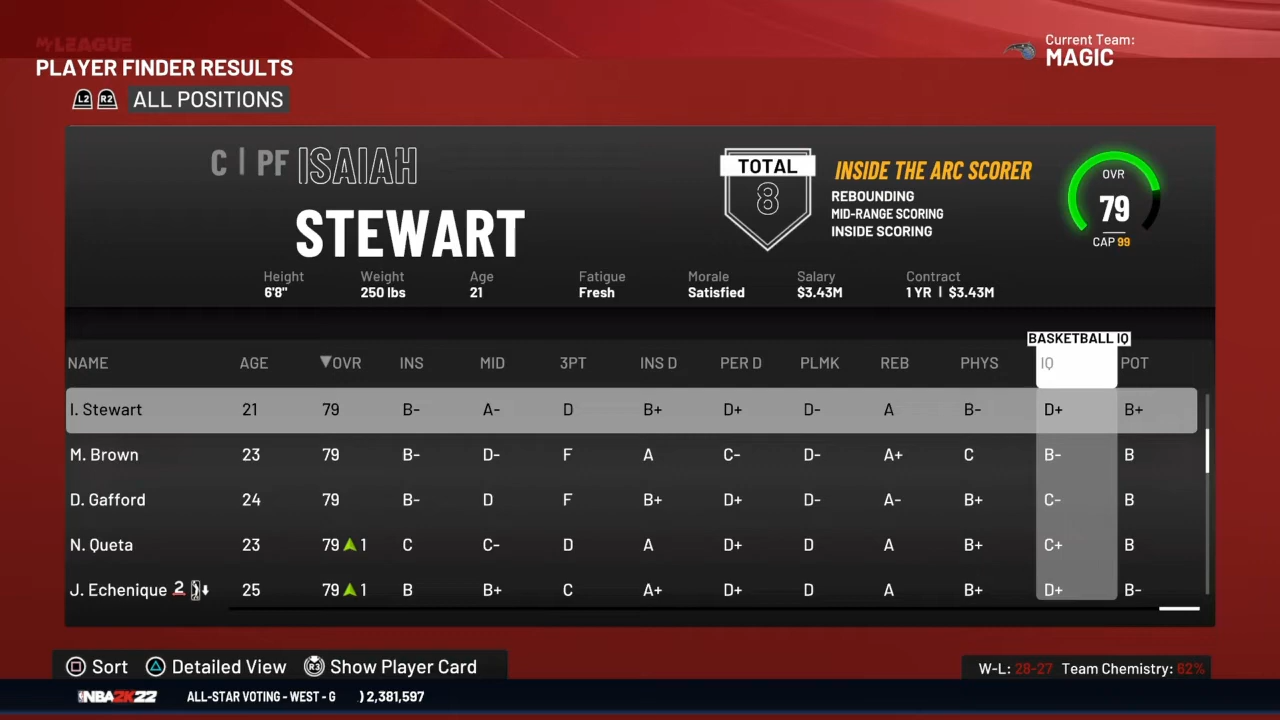 MyLEAGUE
PLAYER FINDER RESULTS
Current Team:
MAGIC
L2 R2 ALL POSITIONS
C | PF ISAIAH
STEWART
TOTAL
8
INSIDE THE ARC SCORER
REBOUNDING
MID-RANGE SCORING
INSIDE SCORING
OVR
79
CAP 99
Height Weight Age Fatigue Morale Salary Contract
6'8" 250 lbs 21 Fresh Satisfied $3.43M 1 YR | $3.43M
BASKETBALL IQ
NAME AGE ▼OVR INS MID 3PT INS D PER D PLMK REB PHYS IQ POT
I. Stewart 21 79 B- A- D B+ D+ D- A B- D+ B+
M. Brown 23 79 B- D- F A C- D- A+ C B- B
D. Gafford 24 79 B- D F B+ D+ D- A- B+ C- B
N. Queta 23 79 ▲ 1 C C- D A D+ D A B+ C+ B
J. Echenique 2 25 79 ▲ 1 B B+ C A+ D+ D A B+ D+ B-
Sort Detailed View R3 Show Player Card
W-L: 28-27 Team Chemistry: 62%
NBA2K22 ALL-STAR VOTING - WEST - G ) 2,381,597